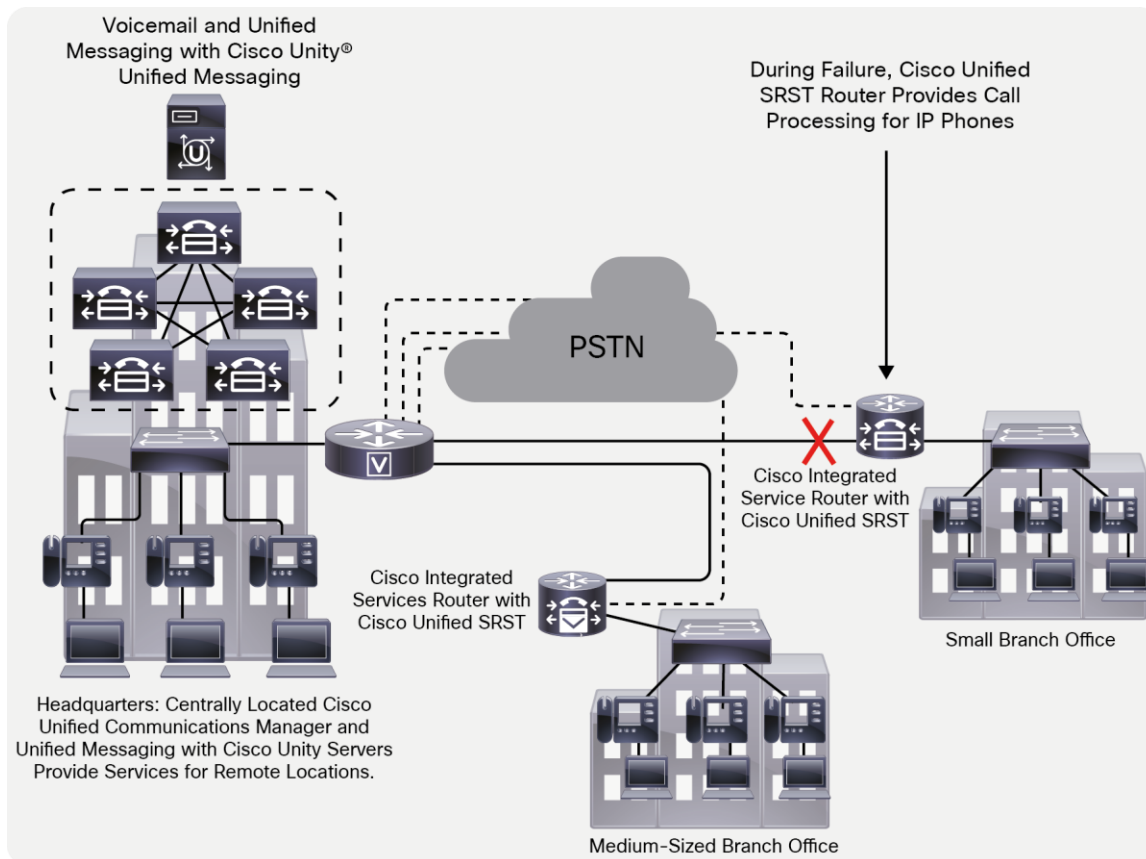 Voicemail and Unified
Messaging with Cisco Unity®
Unified Messaging
During Failure, Cisco Unified
SRST Router Provides Call
Processing for IP Phones
U
PSTN
V
Cisco Integrated
Service Router with
Cisco Unified SRST
Cisco Integrated
Services Router with
Cisco Unified SRST
Small Branch Office
Headquarters: Centrally Located Cisco
Unified Communications Manager and
Unified Messaging with Cisco Unity Servers
Provide Services for Remote Locations.
Medium-Sized Branch Office